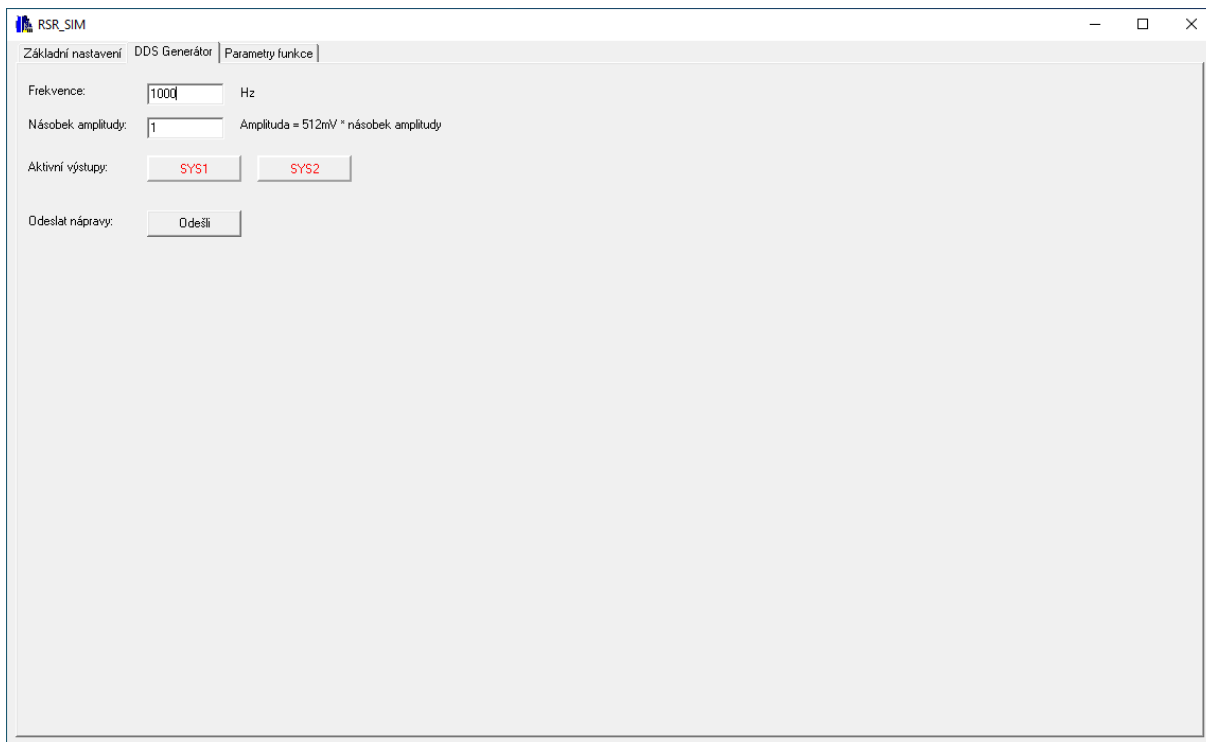 RSR_SIM
Základní nastavení DDS Generátor Parametry funkce
Frekvence: 1000 Hz
Násobek amplitudy: 1 Amplituda = 512mV * násobek amplitudy
Aktivní výstupy: SYS1 SYS2
Odeslat nápravy: Odešli